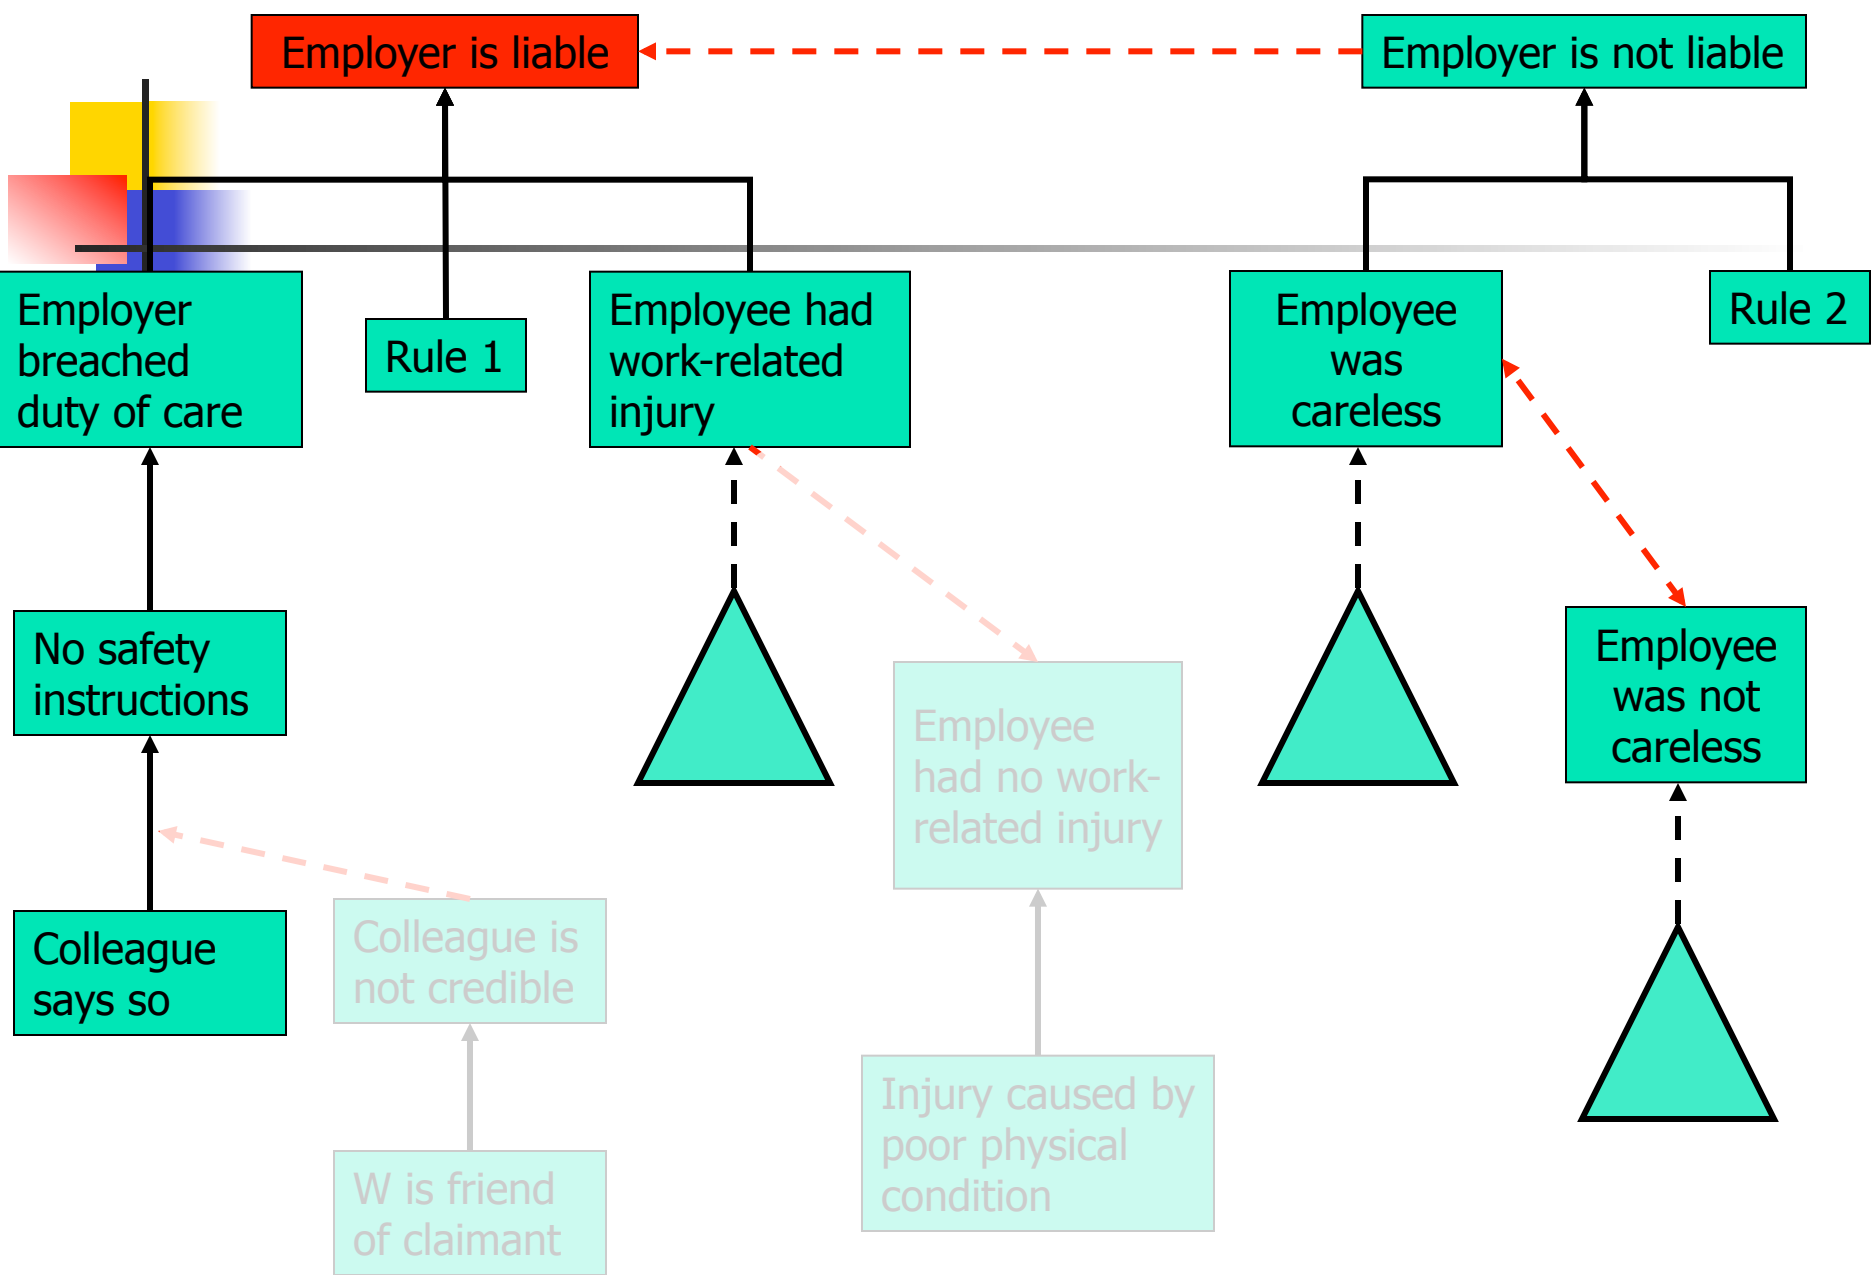 Employer is liable
Employer is not liable
Employer
breached
duty of care
Rule 1
Employee had
work-related
injury
Employee
was
careless
Rule 2
No safety
instructions
Employee
had no work-
related injury
Employee
was not
careless
Colleague
says so
Colleague is
not credible
Injury caused by
poor physical
condition
W is friend
of claimant